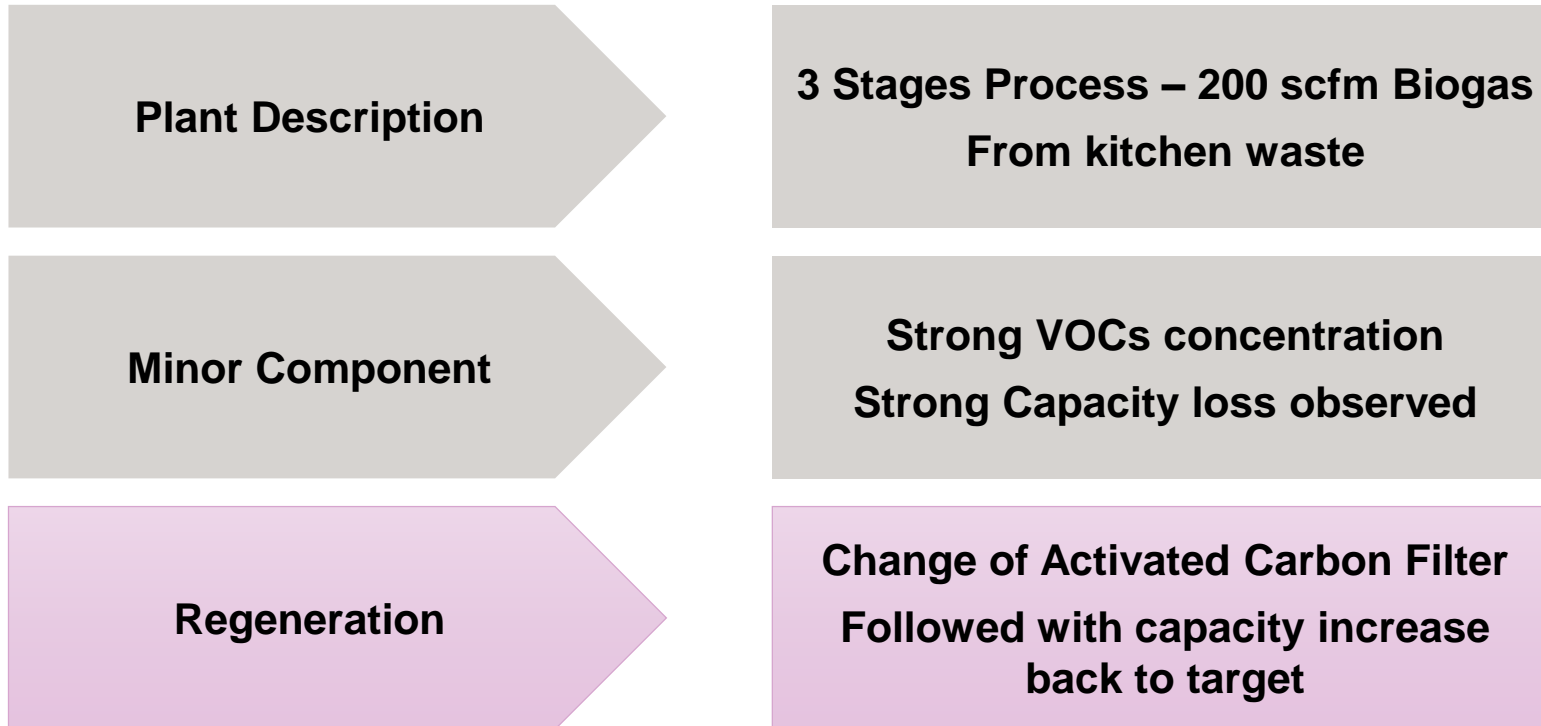 Plant Description
3 Stages Process – 200 scfm Biogas
From kitchen waste
Minor Component
Strong VOCs concentration
Strong Capacity loss observed
Regeneration
Change of Activated Carbon Filter
Followed with capacity increase
back to target